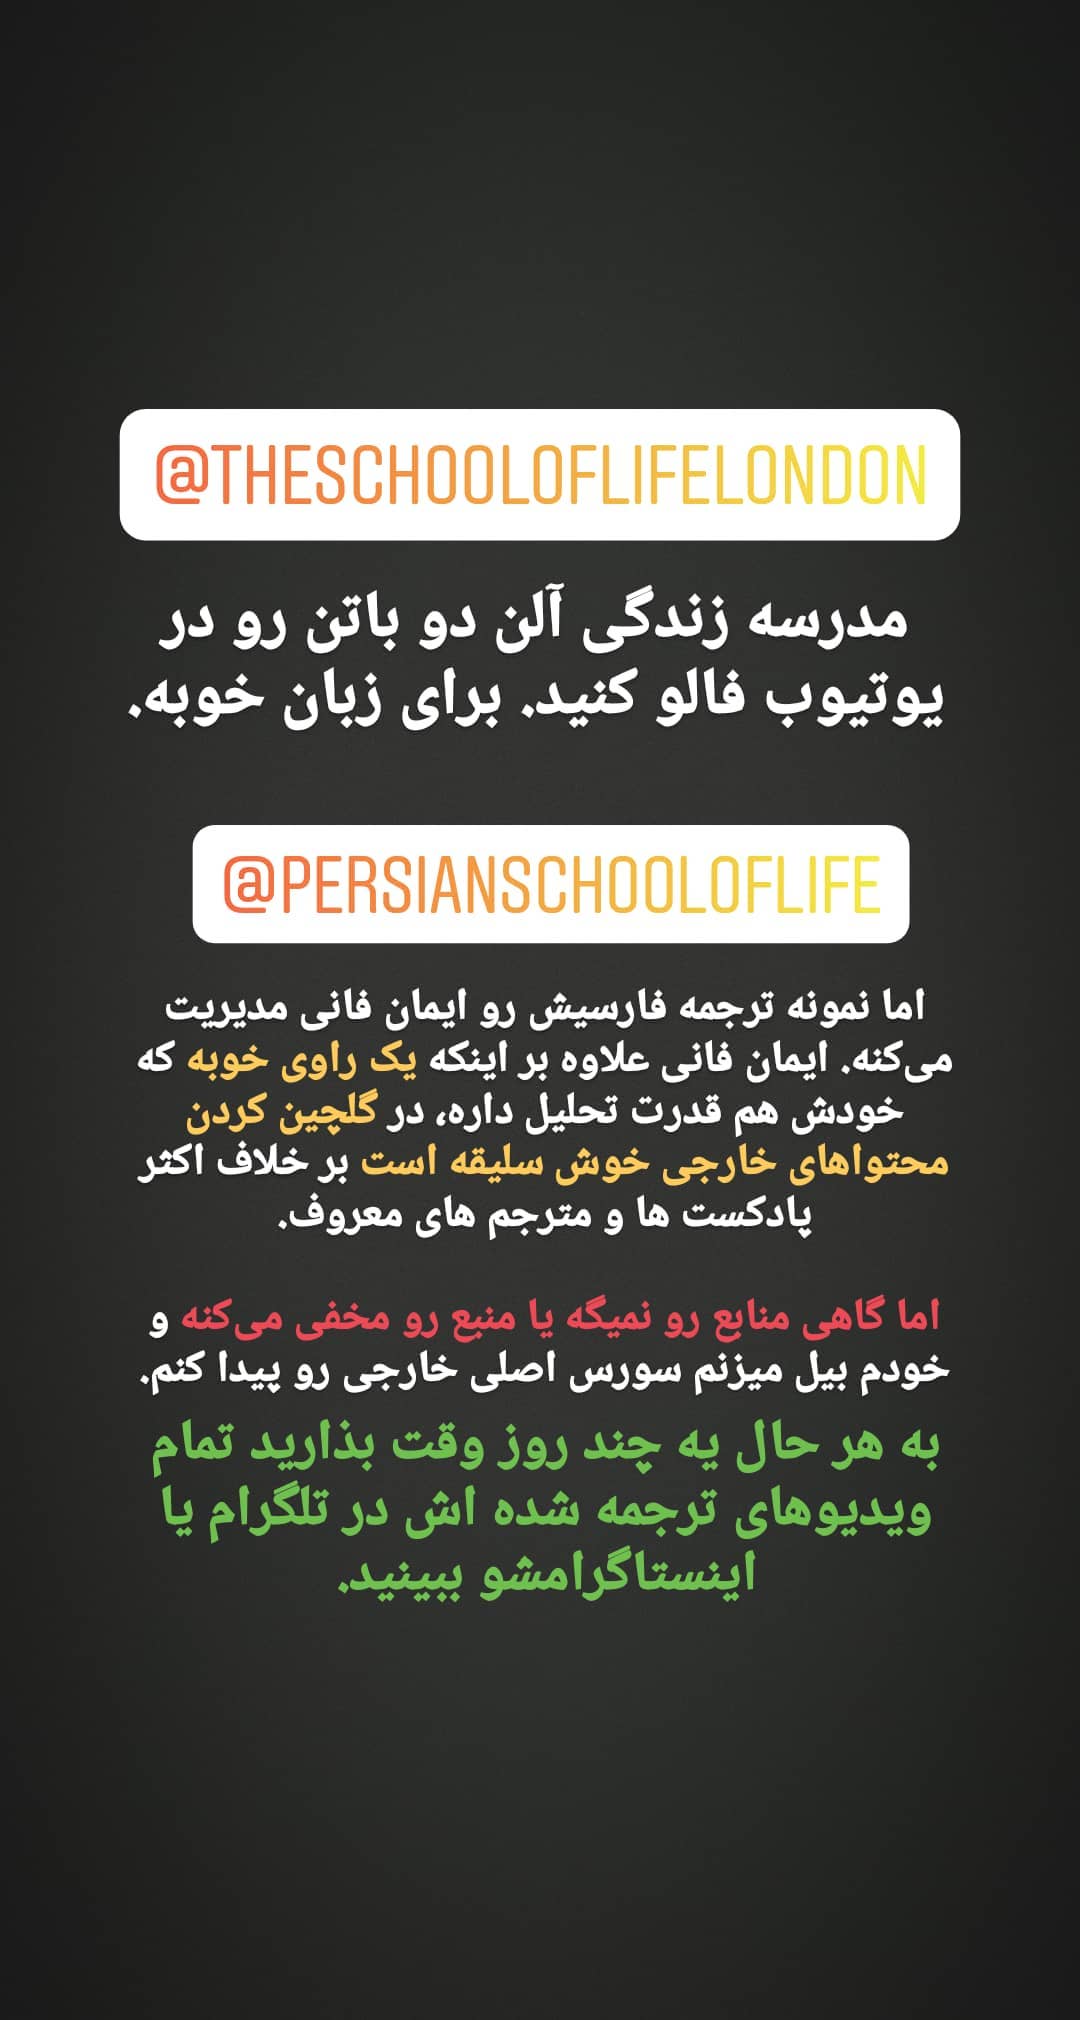 @THESCHOOLOFLIFELONDON
مدرسه زندگی آلن دو باتن رو در
یوتیوب فالو کنید. برای زبان خوبه.
@PERSIANSCHOOLOFLIFE
اما نمونه ترجمه فارسیش رو ایمان فانی مدیریت
می‌کنه. ایمان فانی علاوه بر اینکه یک راوی خوبه که
خودش هم قدرت تحلیل داره، در گلچین کردن
محتواهای خارجی خوش سلیقه است بر خلاف اکثر
پادکست ها و مترجم های معروف.
اما گاهی منابع رو نمیگه یا منبع رو مخفی می‌کنه و
خودم بیل میزنم سورس اصلی خارجی رو پیدا کنم.
به هر حال یه چند روز وقت بذارید تمام
ویدیوهای ترجمه شده اش در تلگرام یا
اینستاگرامشو ببینید.